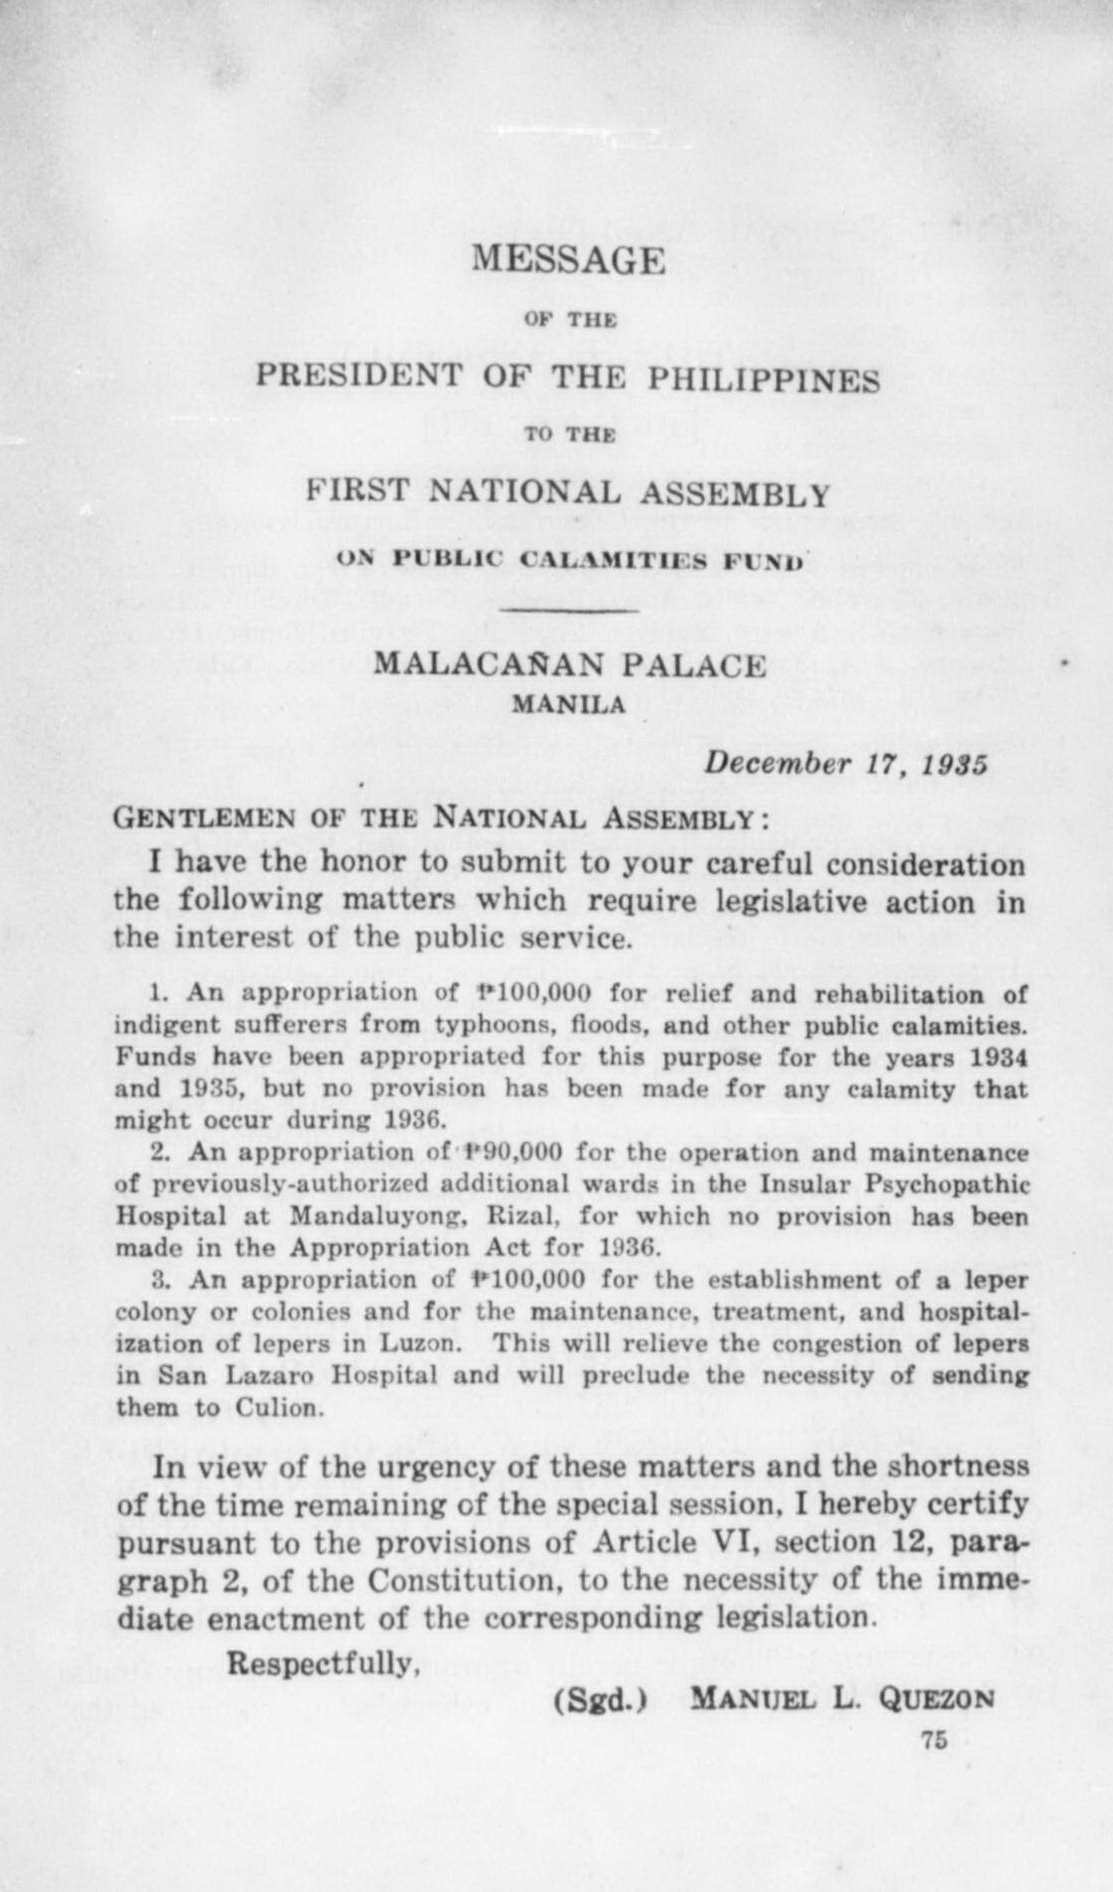 MESSAGE
OF THE
PRESIDENT OF THE PHILIPPINES
TO THE
FIRST NATIONAL ASSEMBLY
ON PUBLIC CALAMITIES FUND
MALACAÑAN PALACE
MANILA
December 17, 1935
GENTLEMEN OF THE NATIONAL ASSEMBLY:
I have the honor to submit to your careful consideration
the following matters which require legislative action in
the interest of the public service.
1. An appropriation of ₱100,000 for relief and rehabilitation of
indigent sufferers from typhoons, floods, and other public calamities.
Funds have been appropriated for this purpose for the years 1934
and 1935, but no provision has been made for any calamity that
might occur during 1936.
2. An appropriation of ₱90,000 for the operation and maintenance
of previously-authorized additional wards in the Insular Psychopathic
Hospital at Mandaluyong, Rizal, for which no provision has been
made in the Appropriation Act for 1936.
3. An appropriation of ₱100,000 for the establishment of a leper
colony or colonies and for the maintenance, treatment, and hospital-
ization of lepers in Luzon. This will relieve the congestion of lepers
in San Lazaro Hospital and will preclude the necessity of sending
them to Culion.
In view of the urgency of these matters and the shortness
of the time remaining of the special session, I hereby certify
pursuant to the provisions of Article VI, section 12, para-
graph 2, of the Constitution, to the necessity of the imme-
diate enactment of the corresponding legislation.
Respectfully,
(Sgd.) MANUEL L. QUEZON
75